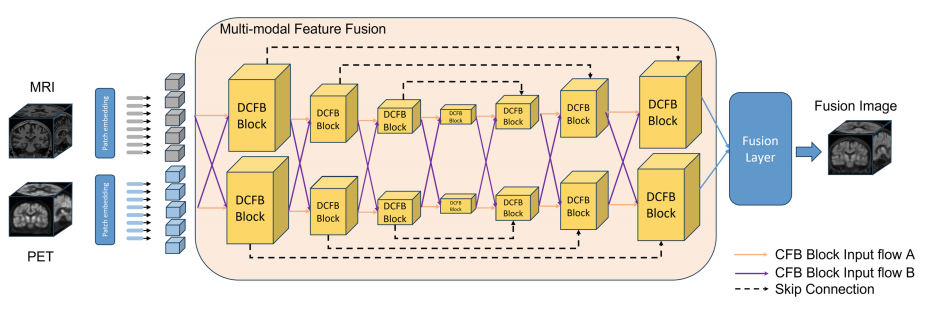 Multi-modal Feature Fusion
MRI
Patch embedding
DCFB
Block
DCFB
Block
DCFB
Block
DCFB
Block
DCFB
Block
DCFB
Block
DCFB
Block
Fusion
Layer
Fusion Image
PET
Patch embedding
DCFB
Block
DCFB
Block
DCFB
Block
DCFB
Block
DCFB
Block
DCFB
Block
DCFB
Block
CFB Block Input flow A
CFB Block Input flow B
Skip Connection